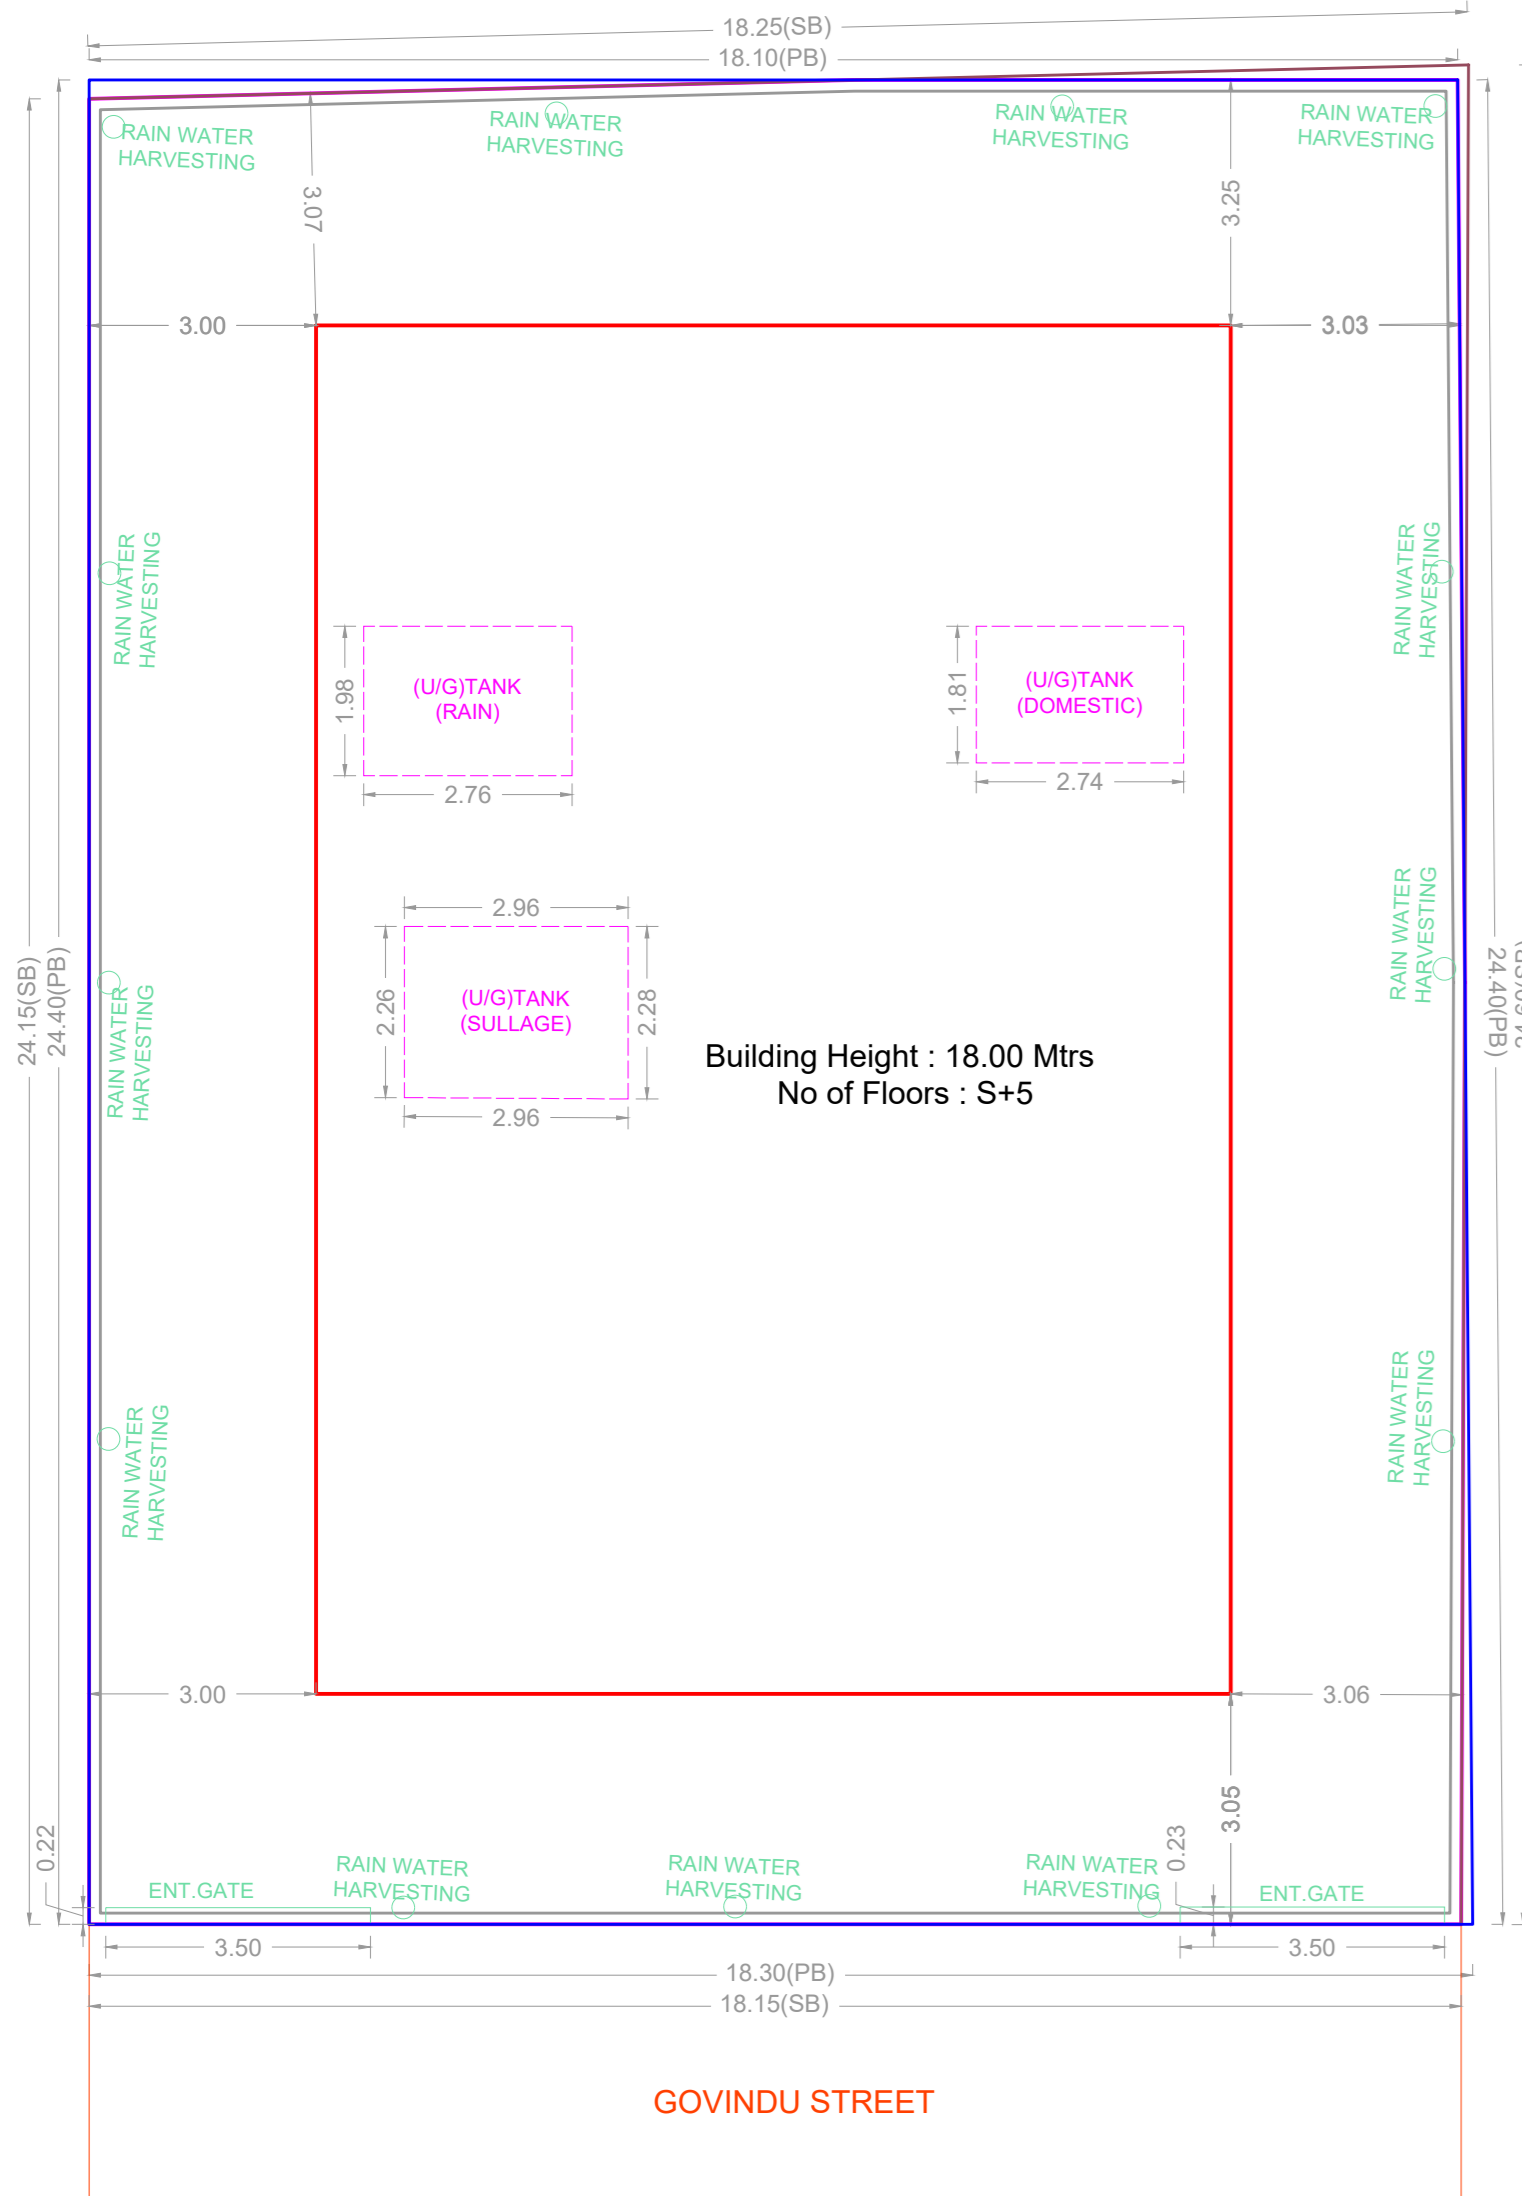 18.25(SB)
18.10(PB)
RAIN WATER
HARVESTING
RAIN WATER
HARVESTING
RAIN WATER
HARVESTING
RAIN WATER
HARVESTING
3.07
3.25
3.00
3.03
RAIN WATER
HARVESTING
RAIN WATER
HARVESTING
1.98
(U/G)TANK
(RAIN)
2.76
1.81
(U/G)TANK
(DOMESTIC)
2.74
2.96
2.26
(U/G)TANK
(SULLAGE)
2.28
2.96
24.15(SB)
24.40(PB)
RAIN WATER
HARVESTING
RAIN WATER
HARVESTING
24.40(PB)
Building Height : 18.00 Mtrs
No of Floors : S+5
RAIN WATER
HARVESTING
RAIN WATER
HARVESTING
3.00
3.06
3.05
0.22
ENT.GATE
RAIN WATER
HARVESTING
RAIN WATER
HARVESTING
RAIN WATER
HARVESTING
0.23
ENT.GATE
3.50
3.50
18.30(PB)
18.15(SB)
GOVINDU STREET